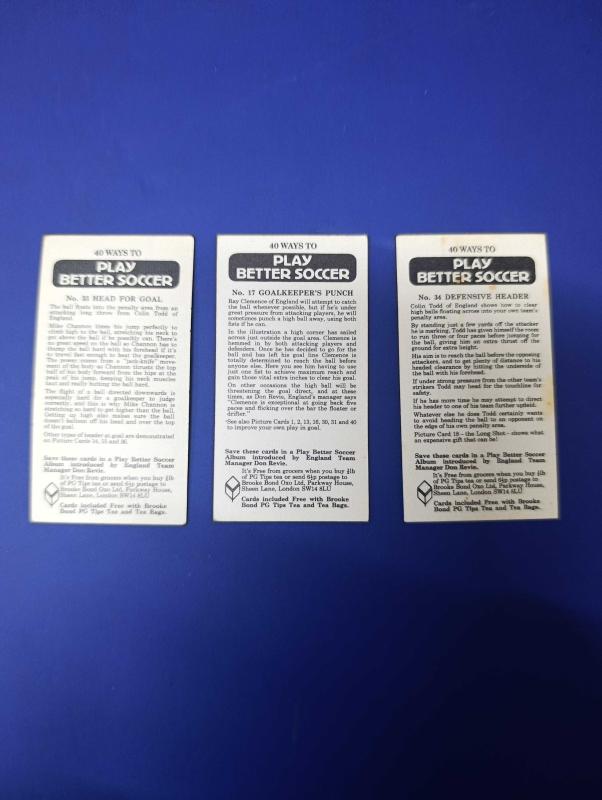 40 WAYS TO
PLAY
BETTER SOCCER
No. 33 HEAD FOR GOAL
The ball floats into the penalty area from an
attacking long throw from Colin Todd of
England.
Mike Channon times his jump perfectly to
climb high to the ball, stretching his neck to
get above the ball if he possibly can. There's
no great speed on the ball so Channon has to
thump the ball hard with his forehead if it's
to travel fast enough to beat the goalkeeper.
The power comes from a "jack-knife" move-
ment of the body as Channon thrusts the top
half of his body forward from the hips at the
peak of his jump, keeping his neck muscles
taut and really butting the ball hard.
The flight of a ball directed downwards is
especially hard for a goalkeeper to judge
correctly, and this is why Mike Channon is
stretching so hard to get higher than the ball.
Getting up high also makes sure the ball
doesn't balloon off his head and over the top
of the goal.
Other types of header at goal are demonstrated
on Picture Cards 14, 15 and 36.
Save these cards in a Play Better Soccer
Album introduced by England Team
Manager Don Revie.
It's Free from grocers when you buy ½lb
of PG Tips tea or send 6½p postage to
Brooke Bond Oxo Ltd, Parkway House,
Sheen Lane, London SW14 8LU
Cards included Free with Brooke
Bond PG Tips Tea and Tea Bags.
40 WAYS TO
PLAY
BETTER SOCCER
No. 17 GOALKEEPER'S PUNCH
Ray Clemence of England will attempt to catch
the ball whenever possible, but if he's under
great pressure from attacking players, he will
sometimes punch a high ball away, using both
fists if he can.
In the illustration a high corner has sailed
across just outside the goal area. Clemence is
hemmed in by both attacking players and
defenders. Once he has decided to go for the
ball and has left his goal line Clemence is
totally determined to reach the ball before
anyone else. Here you see him having to use
just one fist to achieve maximum reach and
gain those vital extra inches to clear his goal.
On other occasions the high ball will be
threatening the goal direct, and at these
times, as Don Revie, England's manager says
"Clemence is exceptional at going back five
paces and flicking over the bar the floater or
drifter."
See also Picture Cards 1, 2, 13, 16, 30, 31 and 40
to improve your own play in goal.
Save these cards in a Play Better Soccer
Album introduced by England Team
Manager Don Revie.
It's Free from grocers when you buy ½lb
of PG Tips tea or send 6½p postage to
Brooke Bond Oxo Ltd, Parkway House,
Sheen Lane, London SW14 8LU
Cards included Free with Brooke
Bond PG Tips Tea and Tea Bags.
40 WAYS TO
PLAY
BETTER SOCCER
No. 34 DEFENSIVE HEADER
Colin Todd of England shows how to clear
high balls floating across into your own team's
penalty area.
By standing just a few yards off the attacker
he is marking, Todd has given himself the room
to run three or four paces before jumping for
the ball, giving him an extra thrust off the
ground for extra height.
His aim is to reach the ball before the opposing
attackers, and to get plenty of distance to his
headed clearance by hitting the underside of
the ball with his forehead.
If under strong pressure from the other team's
strikers Todd may head for the touchline for
safety.
If he has more time he may attempt to direct
his header to one of his team further upfield.
Whatever else he does Todd certainly wants
to avoid heading the ball to an opponent on
the edge of his own penalty area.
Picture Card 18 – the Long Shot – shows what
an expensive gift that can be!
Save these cards in a Play Better Soccer
Album introduced by England Team
Manager Don Revie.
It's Free from grocers when you buy ½lb
of PG Tips tea or send 6½p postage to
Brooke Bond Oxo Ltd, Parkway House,
Sheen Lane, London SW14 8LU
Cards included Free with Brooke
Bond PG Tips Tea and Tea Bags.